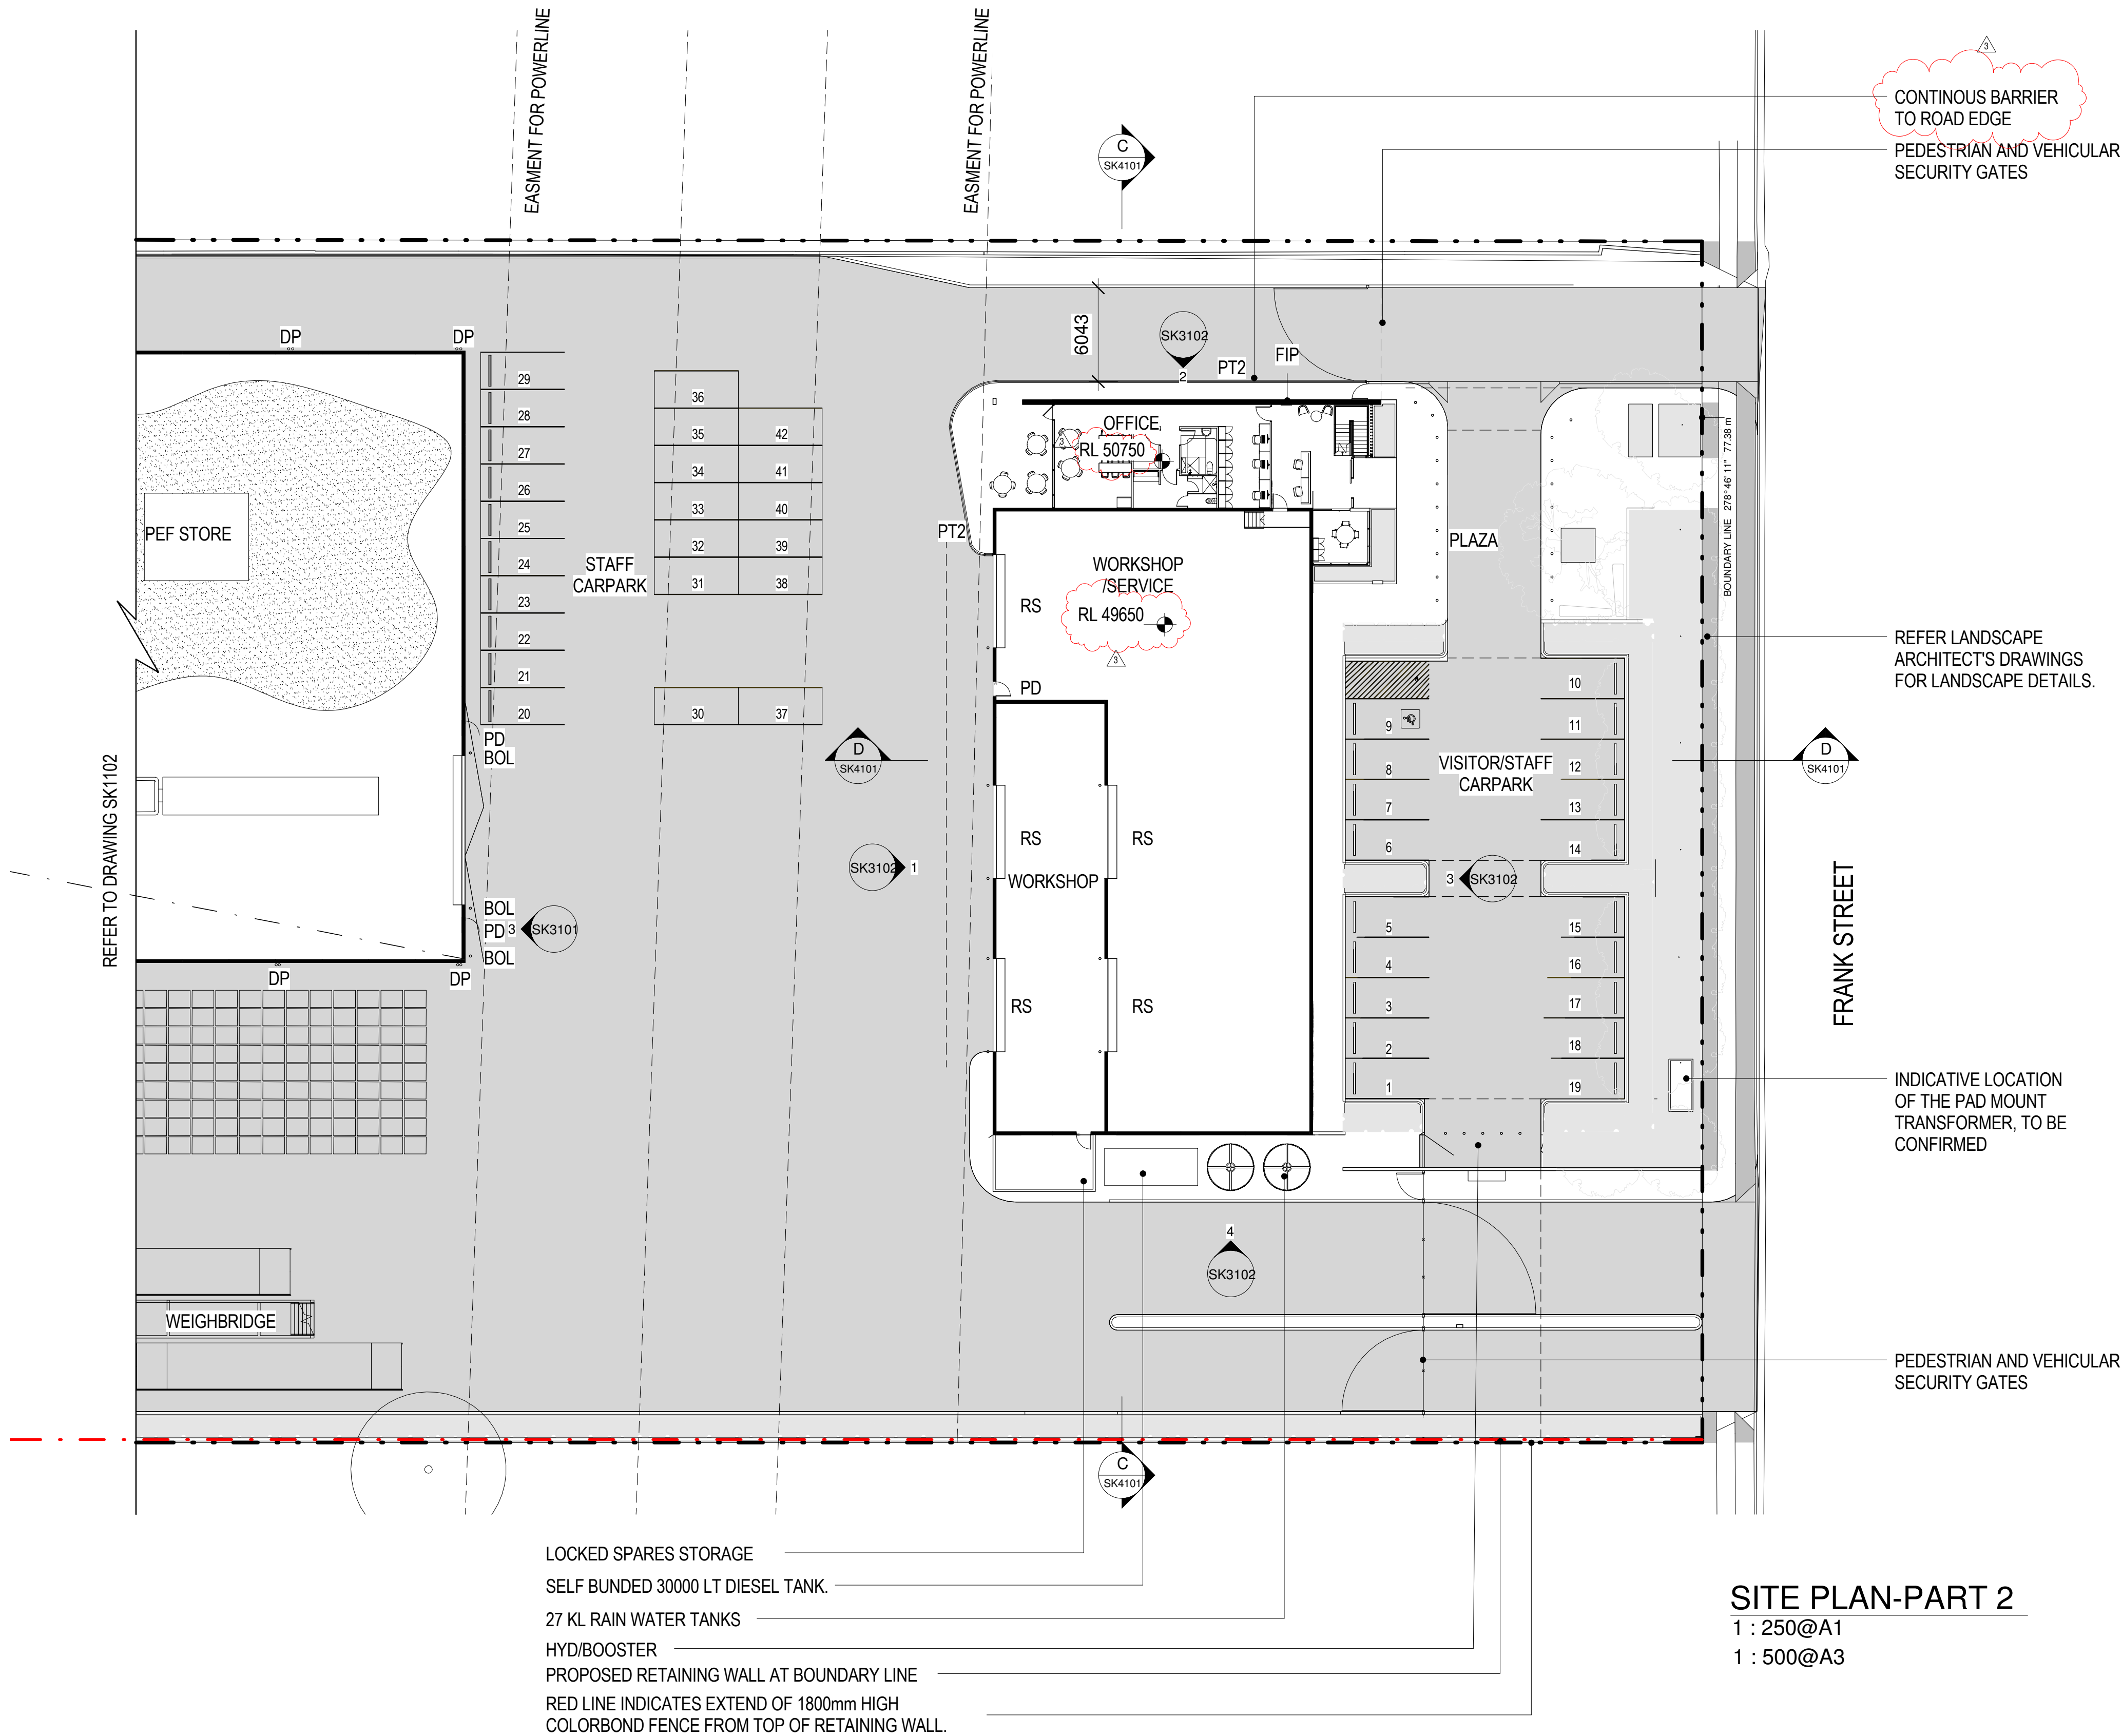 EASMENT FOR POWERLINE
EASMENT FOR POWERLINE
3
CONTINOUS BARRIER
TO ROAD EDGE
PEDESTRIAN AND VEHICULAR
SECURITY GATES
C
SK4101
6043
SK3102
2
PT2
FIP
DP
DP
29
28
27
26
25
24
23
22
21
20
36
35
34
33
32
31
30
42
41
40
39
38
37
STAFF
CARPARK
PEF STORE
OFFICE
3
RL 50750
PT2
WORKSHOP
/SERVICE
RL 49650
3
RS
PD
PLAZA
BOUNDARY LINE 278° 46' 11" 77.38 m
REFER LANDSCAPE
ARCHITECT'S DRAWINGS
FOR LANDSCAPE DETAILS.
REFER TO DRAWING SK1102
PD
BOL
D
SK4101
SK3102
1
BOL
PD
3
SK3101
BOL
DP
DP
RS
RS
WORKSHOP
RS
RS
VISITOR/STAFF
CARPARK
9
8
7
6
5
4
3
2
1
10
11
12
13
14
15
16
17
18
19
3
SK3102
D
SK4101
FRANK STREET
INDICATIVE LOCATION
OF THE PAD MOUNT
TRANSFORMER, TO BE
CONFIRMED
4
SK3102
WEIGHBRIDGE
PEDESTRIAN AND VEHICULAR
SECURITY GATES
C
SK4101
LOCKED SPARES STORAGE
SELF BUNDED 30000 LT DIESEL TANK.
27 KL RAIN WATER TANKS
HYD/BOOSTER
PROPOSED RETAINING WALL AT BOUNDARY LINE
RED LINE INDICATES EXTEND OF 1800mm HIGH
COLORBOND FENCE FROM TOP OF RETAINING WALL.
SITE PLAN-PART 2
1 : 250@A1
1 : 500@A3